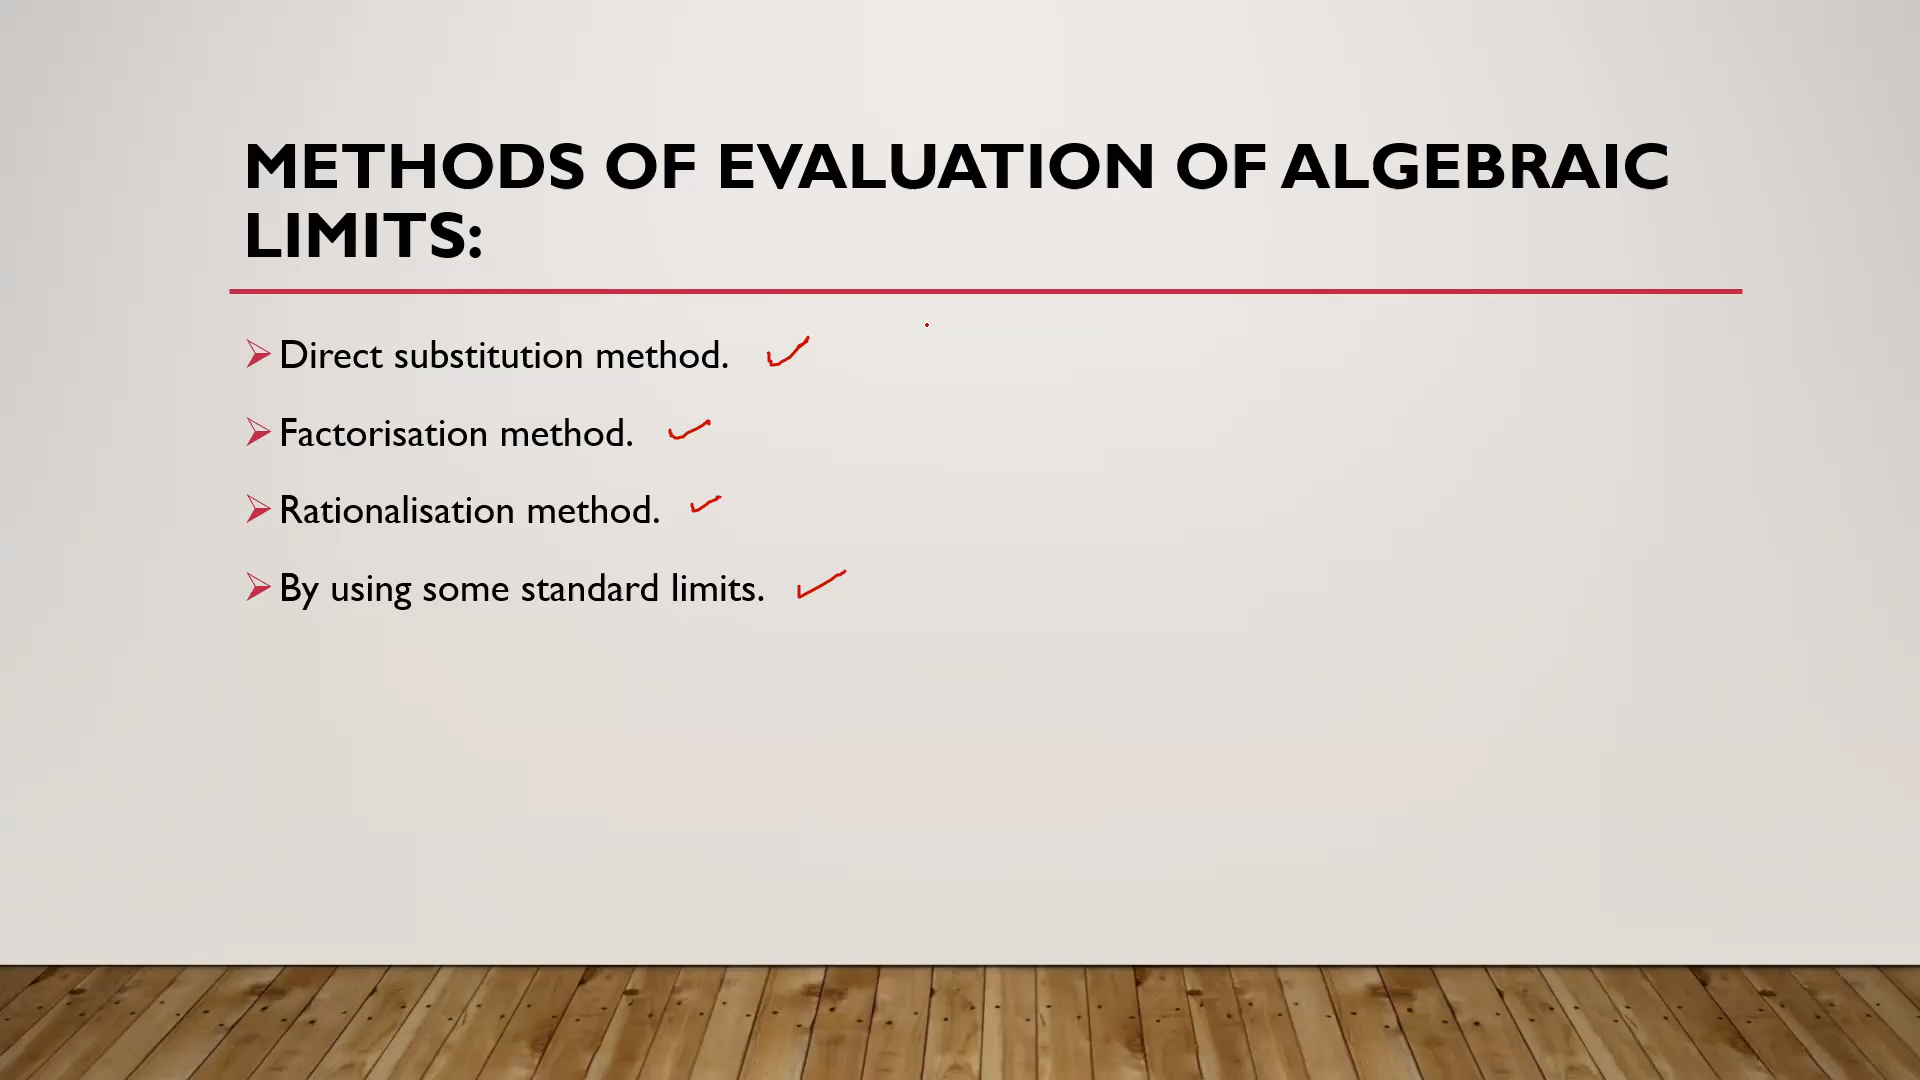 METHODS OF EVALUATION OF ALGEBRAIC
LIMITS:
Direct substitution method.
Factorisation method.
Rationalisation method.
By using some standard limits.